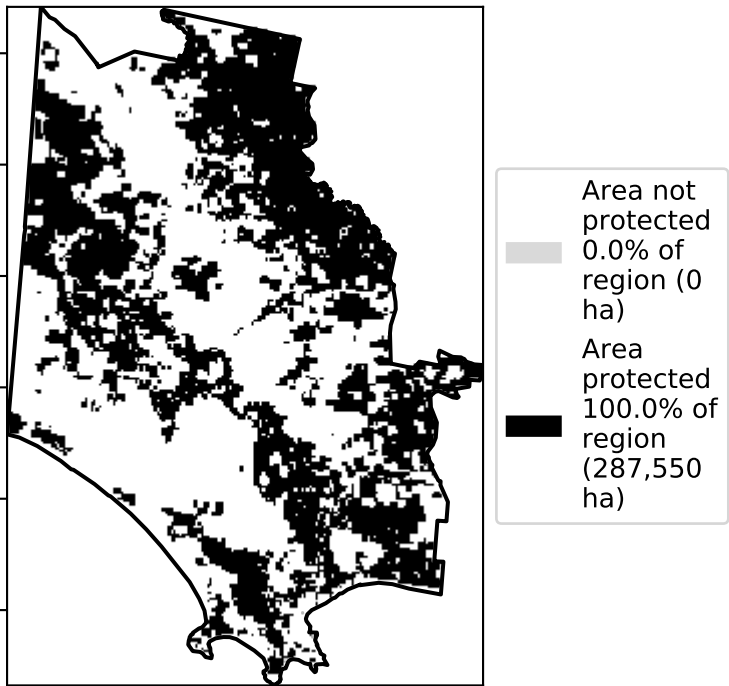 Area not
protected
0.0% of
region (0
ha)
Area
protected
100.0% of
region
(287,550
ha)